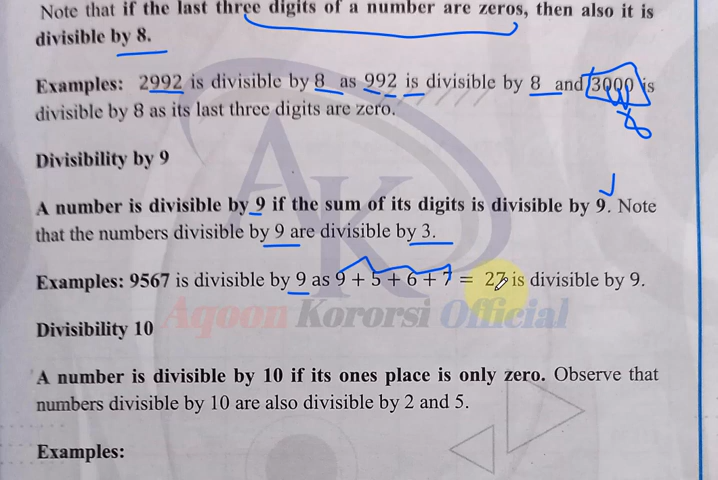 Note that if the last three digits of a number are zeros, then also it is
divisible by 8.
Examples: 2992 is divisible by 8 as 992 is divisible by 8 and 3000 is
divisible by 8 as its last three digits are zero.
Divisibility by 9
A number is divisible by 9 if the sum of its digits is divisible by 9. Note
that the numbers divisible by 9 are divisible by 3.
Examples: 9567 is divisible by 9 as 9 + 5 + 6 + 7 = 27 is divisible by 9.
Aqoon Kororsi Official
Divisibility 10
A number is divisible by 10 if its ones place is only zero. Observe that
numbers divisible by 10 are also divisible by 2 and 5.
Examples: